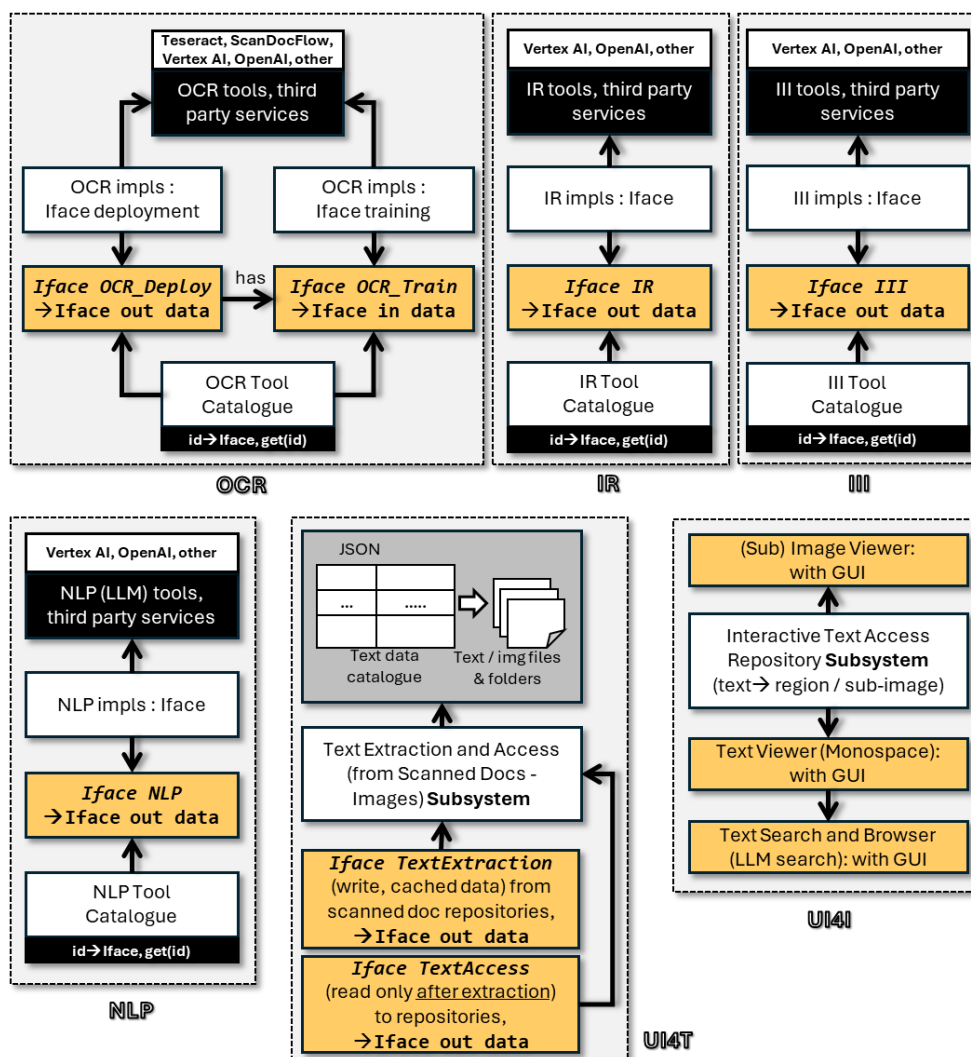 Teseract, ScanDocFlow,
Vertex AI, OpenAI, other
OCR tools, third
party services
OCR impls :
Iface deployment
OCR impls :
Iface training
Iface OCR_Deploy
→Iface out data
has
Iface OCR_Train
→Iface in data
OCR Tool
Catalogue
id→Iface, get(id)
OCR
Vertex AI, OpenAI, other
IR tools, third party
services
IR impls : Iface
Iface IR
→Iface out data
IR Tool
Catalogue
id→Iface, get(id)
IR
Vertex AI, OpenAI, other
III tools, third party
services
III impls : Iface
Iface III
→Iface out data
III Tool
Catalogue
id→Iface, get(id)
III
Vertex AI, OpenAI, other
NLP (LLM) tools,
third party services
NLP impls : Iface
Iface NLP
→Iface out data
NLP Tool
Catalogue
id→Iface, get(id)
NLP
JSON
... .....
Text data
catalogue
Text / img files
& folders
Text Extraction and Access
(from Scanned Docs -
Images) Subsystem
Iface TextExtraction
(write, cached data) from
scanned doc repositories,
→Iface out data
Iface TextAccess
(read only after extraction)
to repositories,
→Iface out data
UI4T
(Sub) Image Viewer:
with GUI
Interactive Text Access
Repository Subsystem
(text→ region / sub-image)
Text Viewer (Monospace):
with GUI
Text Search and Browser
(LLM search): with GUI
UI4I